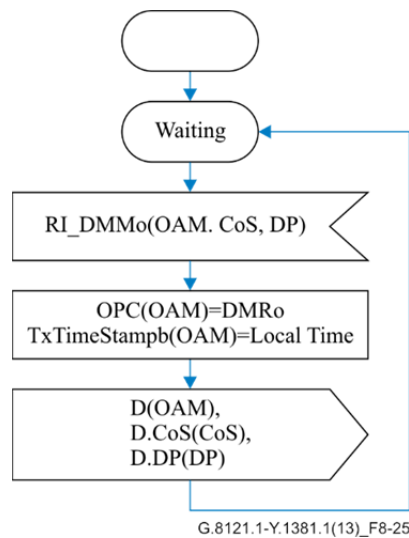 Waiting
RI_DMMo(OAM. CoS, DP)
OPC(OAM)=DMRo
TxTimeStampb(OAM)=Local Time
D(OAM),
D.CoS(CoS),
D.DP(DP)
G.8121.1-Y.1381.1(13)_F8-25